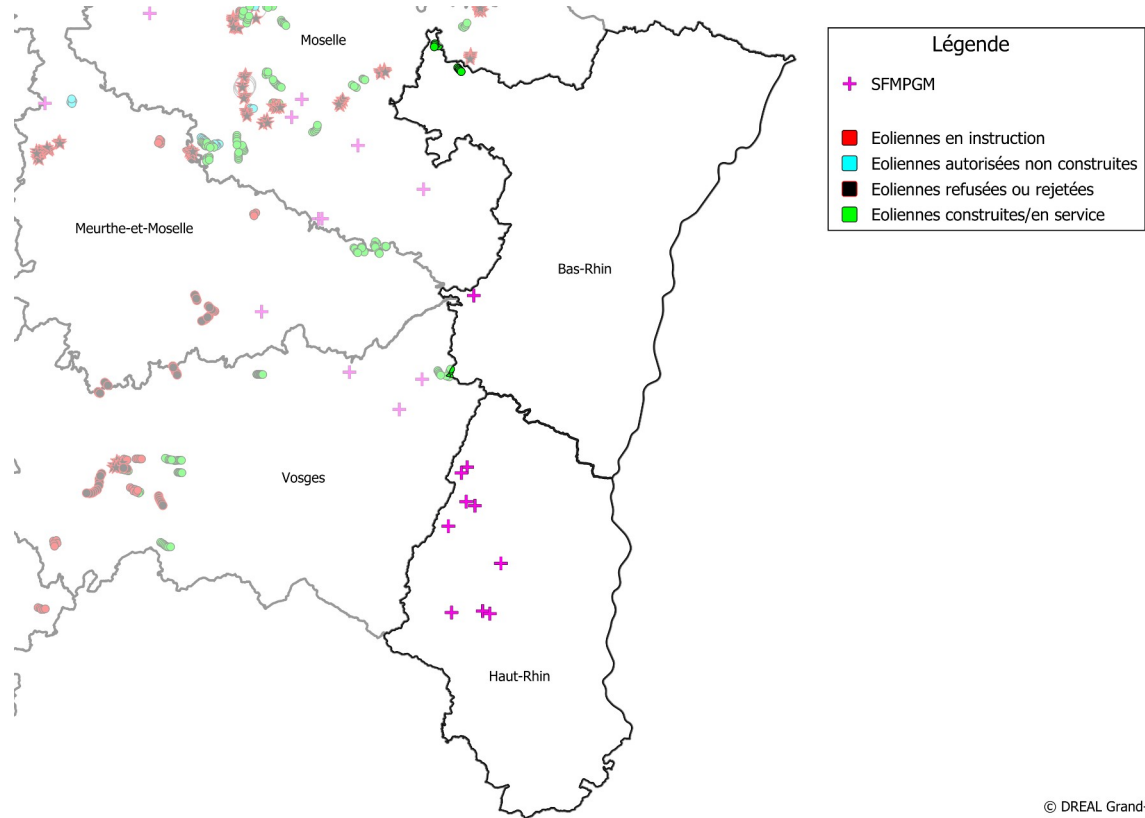 Moselle
Meurthe-et-Moselle
Bas-Rhin
Vosges
Haut-Rhin
Légende
SFMPGM
Eoliennes en instruction
Eoliennes autorisées non construites
Eoliennes refusées ou rejetées
Eoliennes construites/en service
© DREAL Grand-